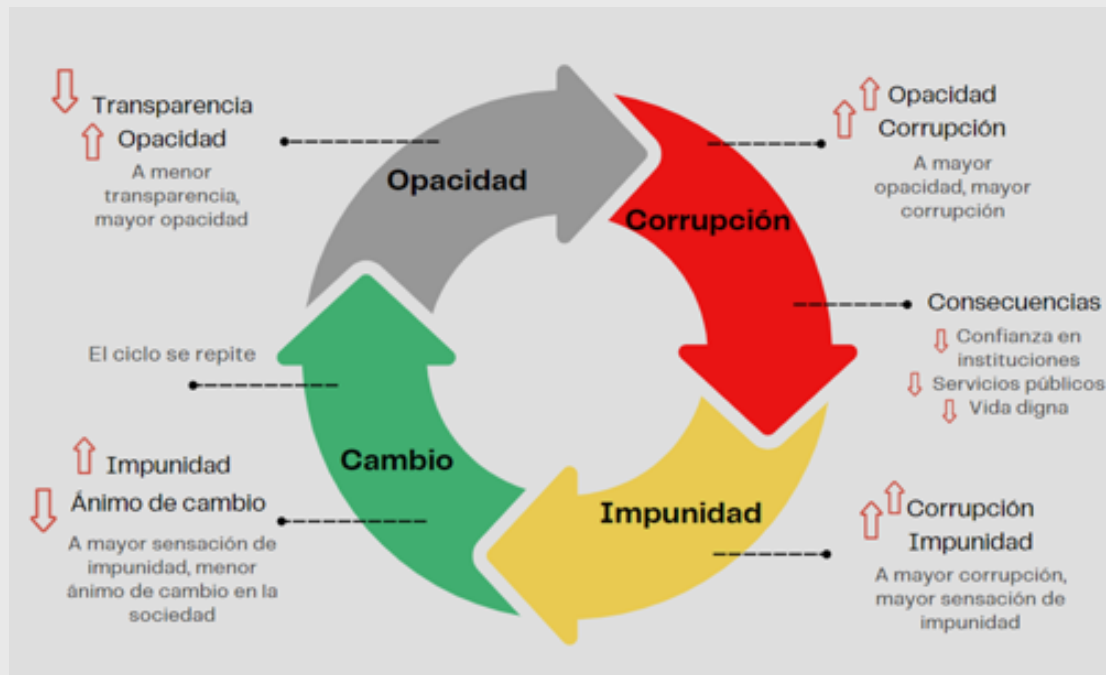 Transparencia
Opacidad
A menor
transparencia,
mayor opacidad
Opacidad
Corrupción
Opacidad
Corrupción
A mayor
opacidad, mayor
corrupción
Consecuencias
Confianza en
instituciones
Servicios públicos
Vida digna
El ciclo se repite
Cambio
Impunidad
Impunidad
Ánimo de cambio
A mayor sensación de
impunidad, menor
ánimo de cambio en la
sociedad
Corrupción
Impunidad
A mayor corrupción,
mayor sensación de
impunidad